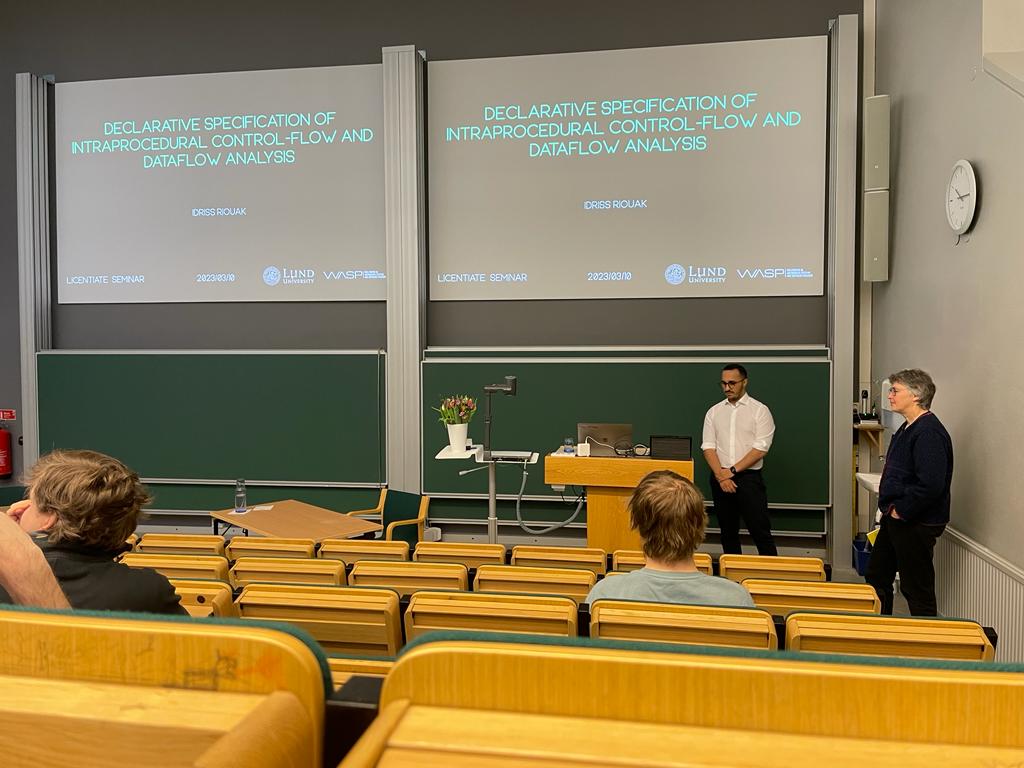 DECLARATIVE SPECIFICATION OF
INTRAPROCEDURAL CONTROL-FLOW AND
DATAFLOW ANALYSIS
IDRISS RIOUAK
LICENTIATE SEMINAR
2023/03/10
LUND
UNIVERSITY
WASP
DECLARATIVE SPECIFICATION OF
INTRAPROCEDURAL CONTROL-FLOW AND
DATAFLOW ANALYSIS
IDRISS RIOUAK
LICENTIATE SEMINAR
2023/03/10
LUND
UNIVERSITY
WASP